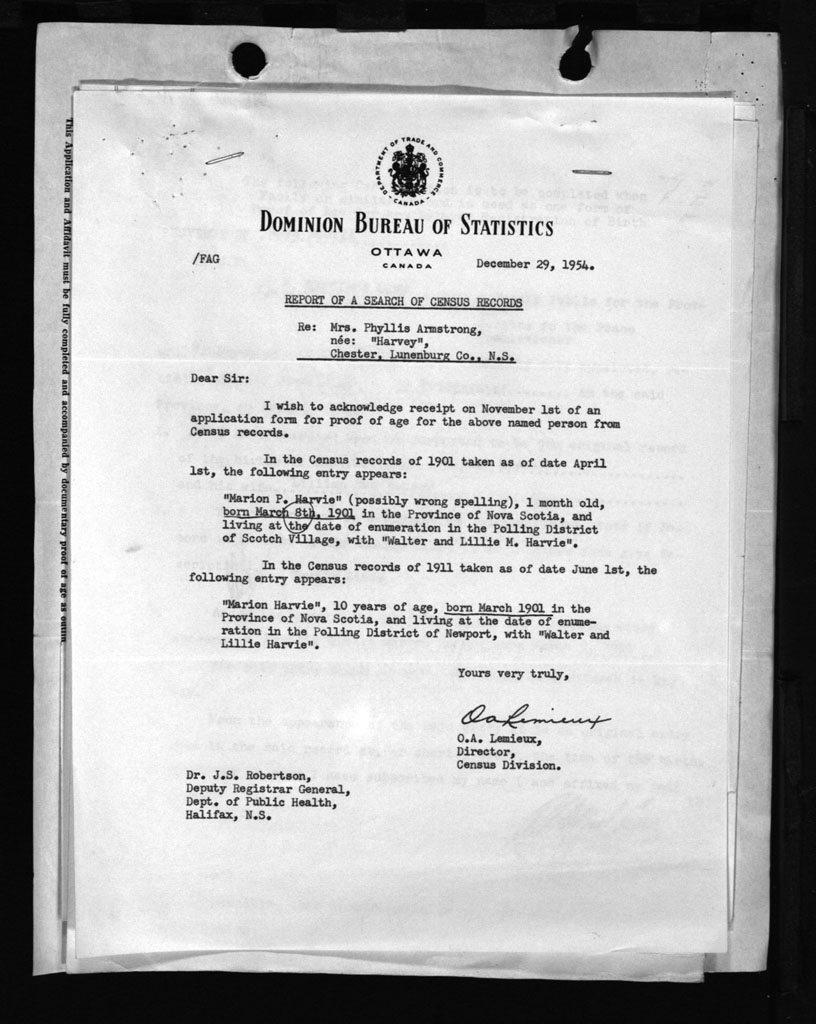 DEPARTMENT OF TRADE AND COMMERCE
CANADA
DOMINION BUREAU OF STATISTICS
OTTAWA
CANADA
/FAG
December 29, 1954.
REPORT OF A SEARCH OF CENSUS RECORDS
Re: Mrs. Phyllis Armstrong,
née: "Harvey",
Chester, Lunenburg Co., N.S.
Dear Sir:
I wish to acknowledge receipt on November 1st of an
application form for proof of age for the above named person from
Census records.
In the Census records of 1901 taken as of date April
1st, the following entry appears:
"Marion P. Harvie" (possibly wrong spelling), 1 month old,
born March 8th, 1901 in the Province of Nova Scotia, and
living at the date of enumeration in the Polling District
of Scotch Village, with "Walter and Lillie M. Harvie".
In the Census records of 1911 taken as of date June 1st, the
following entry appears:
"Marion Harvie", 10 years of age, born March 1901 in the
Province of Nova Scotia, and living at the date of enume-
ration in the Polling District of Newport, with "Walter and
Lillie Harvie".
Yours very truly,
OA Lemieux
O.A. Lemieux,
Director,
Census Division.
Dr. J.S. Robertson,
Deputy Registrar General,
Dept. of Public Health,
Halifax, N.S.
This Application and Affidavit must be fully completed and accompanied by documentary proof of age as